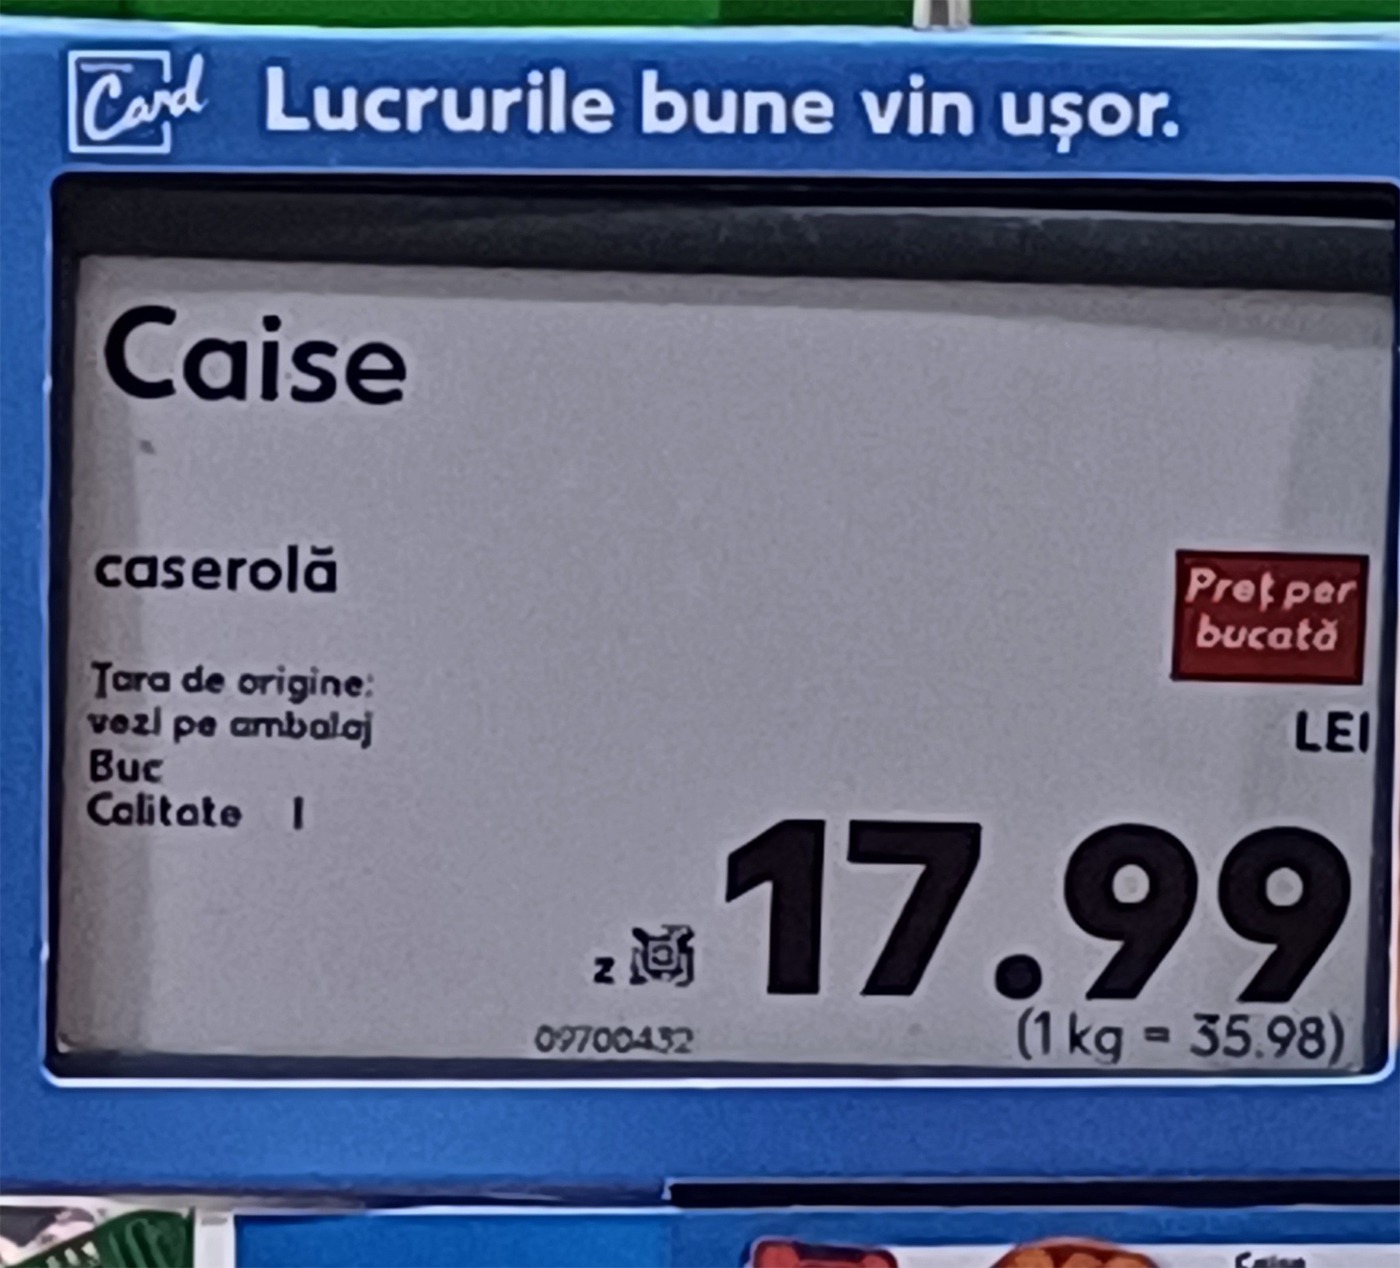 Card Lucrurile bune vin uşor.
Caise
caserolă
Preţ per
bucată
Ţara de origine:
vezi pe ambalaj
LEI
Buc
Calitate I
17.99
z
09700432
(1 kg = 35.98)